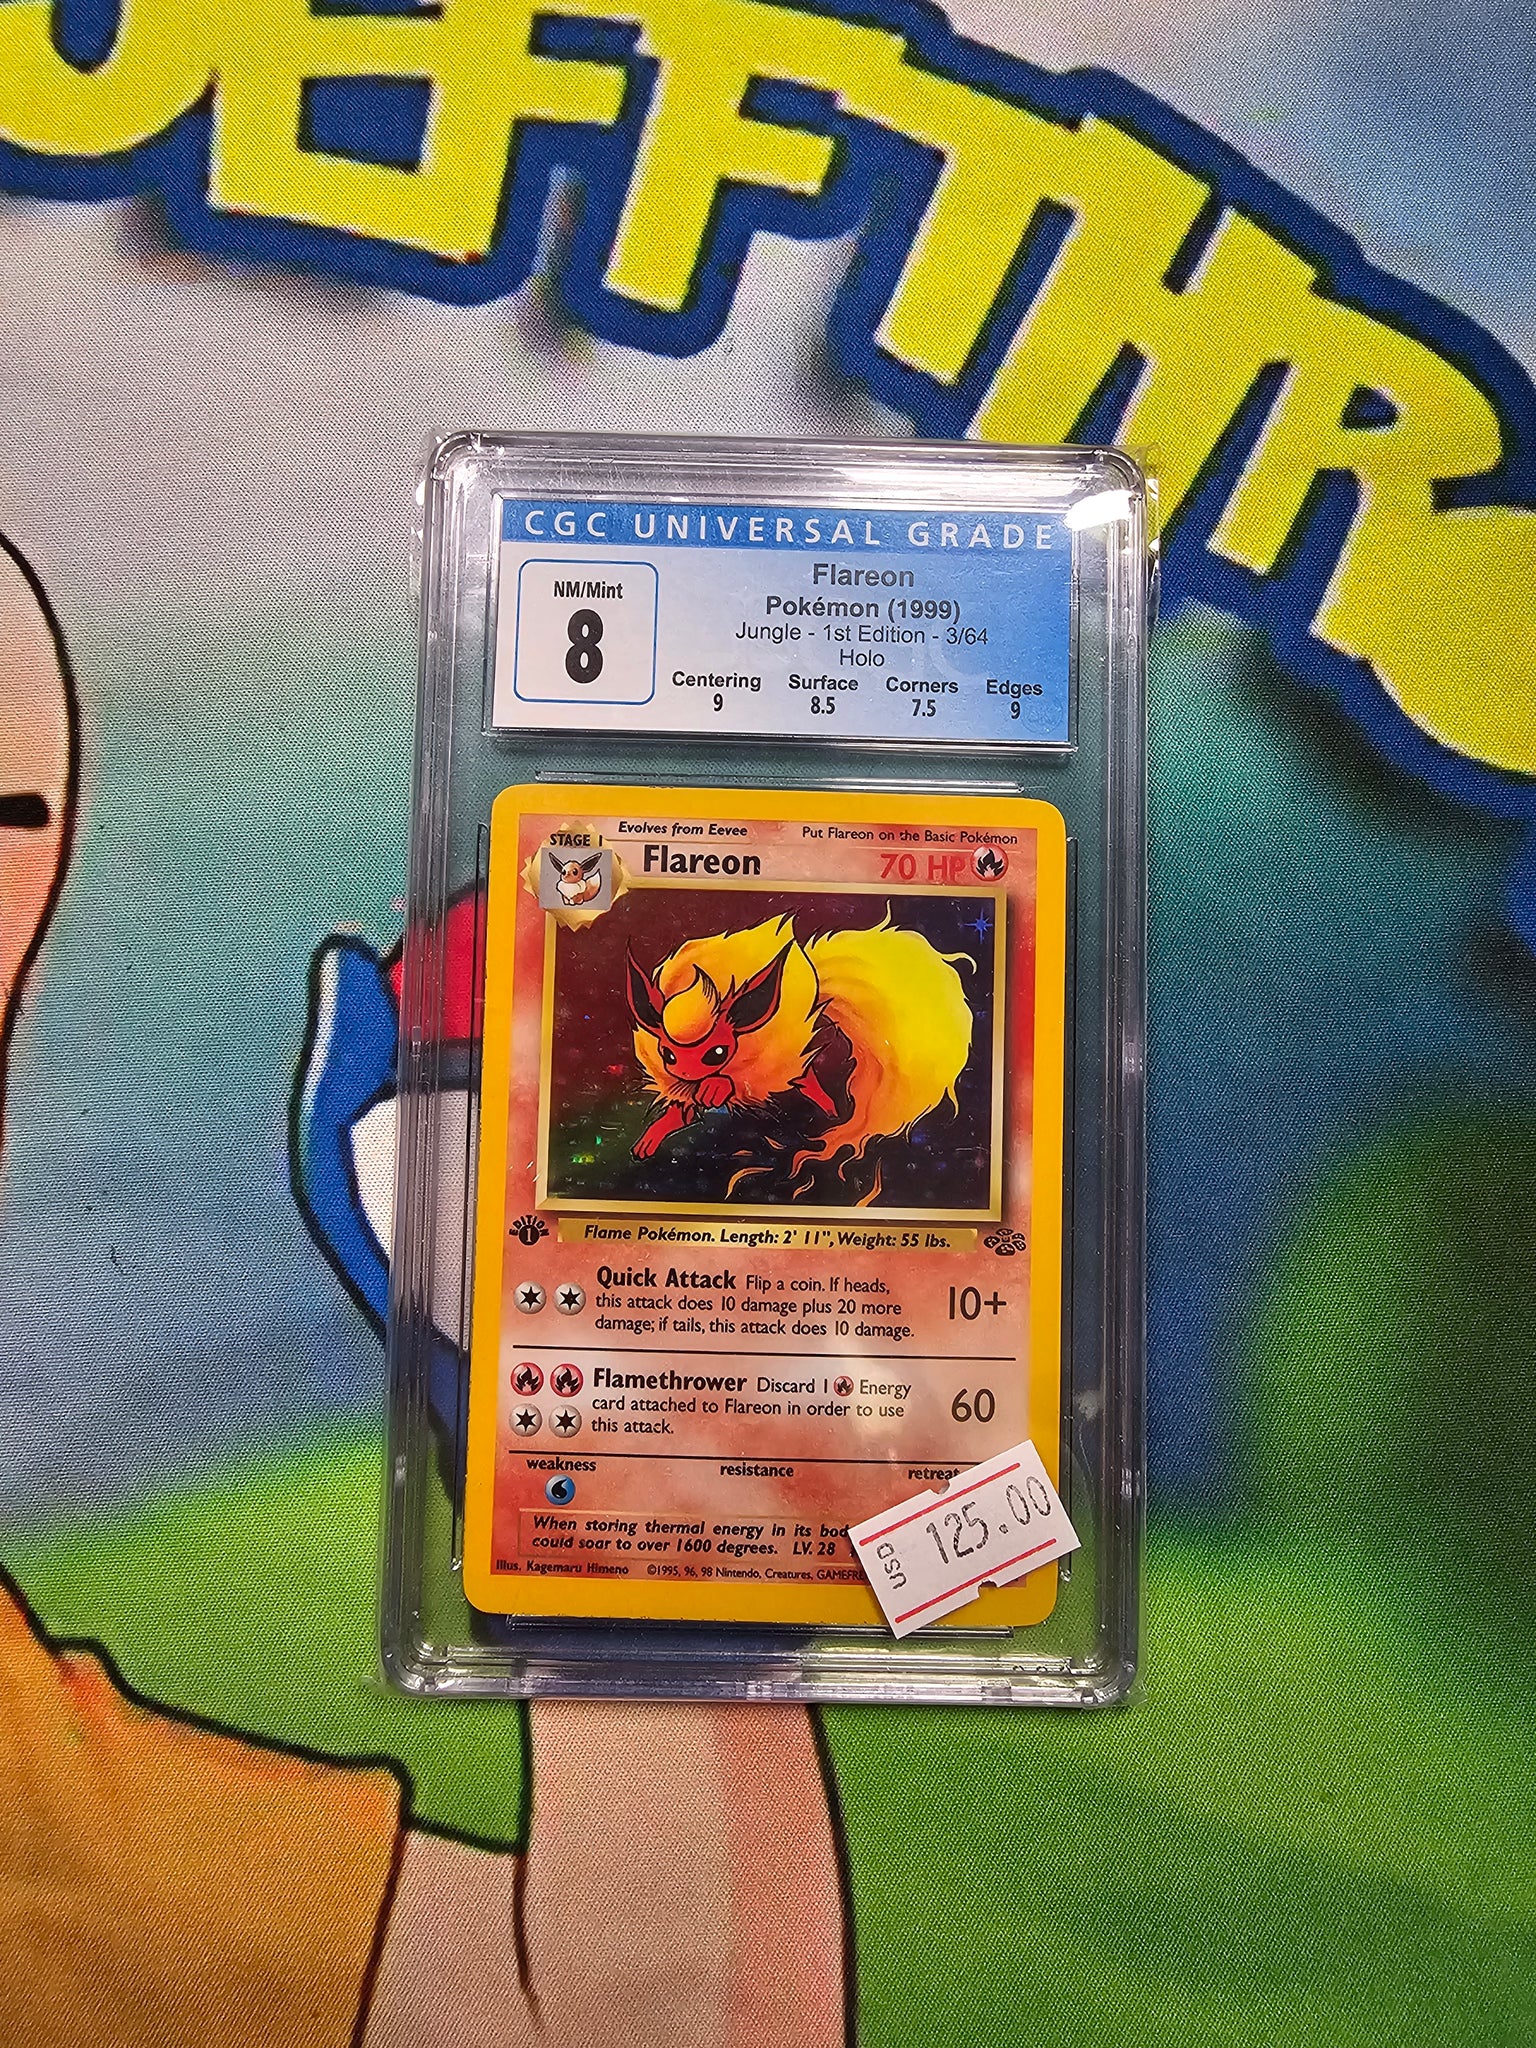 JEFFTHR
CGC UNIVERSAL GRADE
NM/Mint
8
Flareon
Pokémon (1999)
Jungle - 1st Edition - 3/64
Holo
Centering Surface Corners Edges
9 8.5 7.5 9
STAGE 1
Evolves from Eevee
Put Flareon on the Basic Pokémon
Flareon
70 HP
EDITION
1
Flame Pokémon. Length: 2' 11", Weight: 55 lbs.
Quick Attack Flip a coin. If heads,
this attack does 10 damage plus 20 more
damage; if tails, this attack does 10 damage.
10+
Flamethrower Discard 1 Energy
card attached to Flareon in order to use
this attack.
60
weakness resistance retreat
When storing thermal energy in its bod
could soar to over 1600 degrees. LV. 28
Illus. Kagemaru Himeno ©1995, 96, 98 Nintendo, Creatures, GAMEFRE
USD 125.00